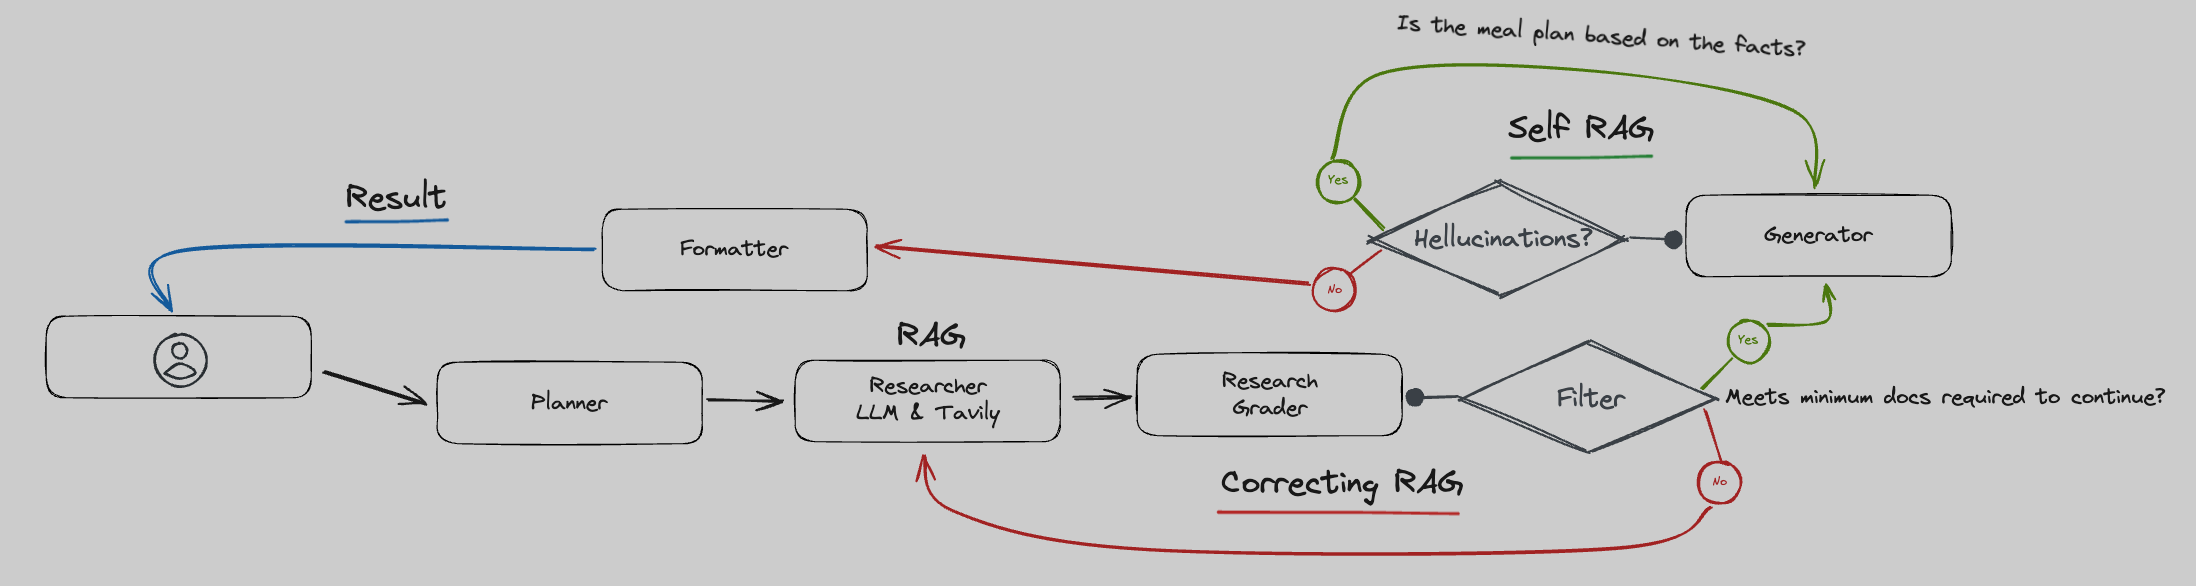 Is the meal plan based on the facts?
Self RAG
Yes
Result
Hellucinations?
Generator
Formatter
No
RAG
Yes
Planner
Researcher
LLM & Tavily
Research
Grader
Filter
Meets minimum docs required to continue?
Correcting RAG
No